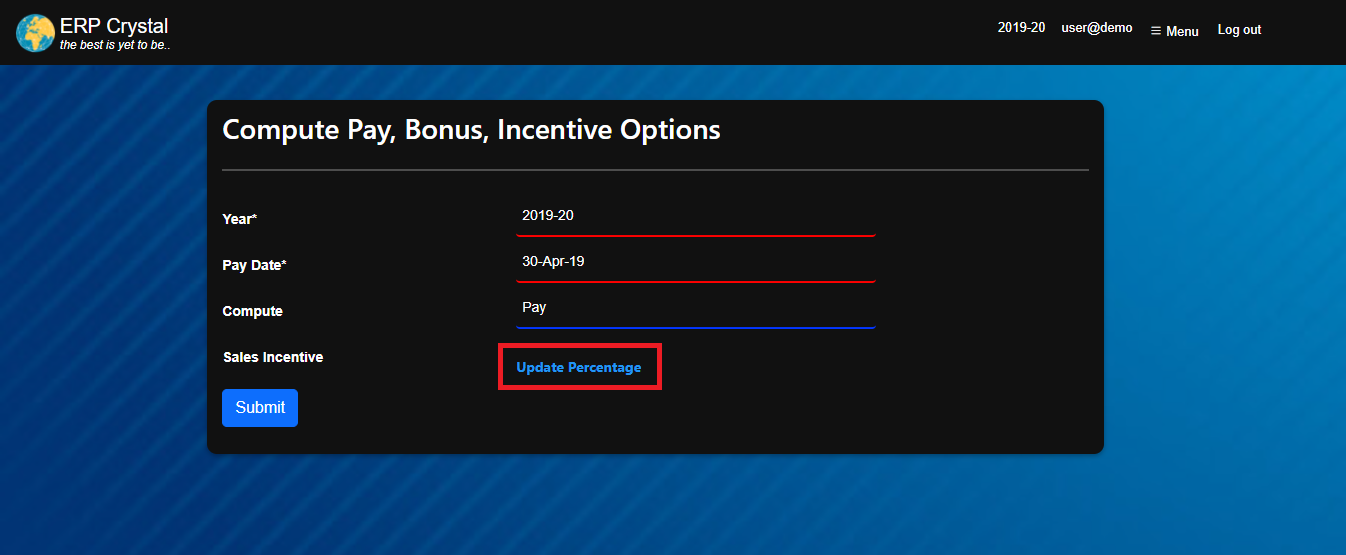 ERP Crystal
the best is yet to be..
2019-20 user@demo ☰ Menu Log out
Compute Pay, Bonus, Incentive Options
Year* 2019-20
Pay Date* 30-Apr-19
Compute Pay
Sales Incentive Update Percentage
Submit